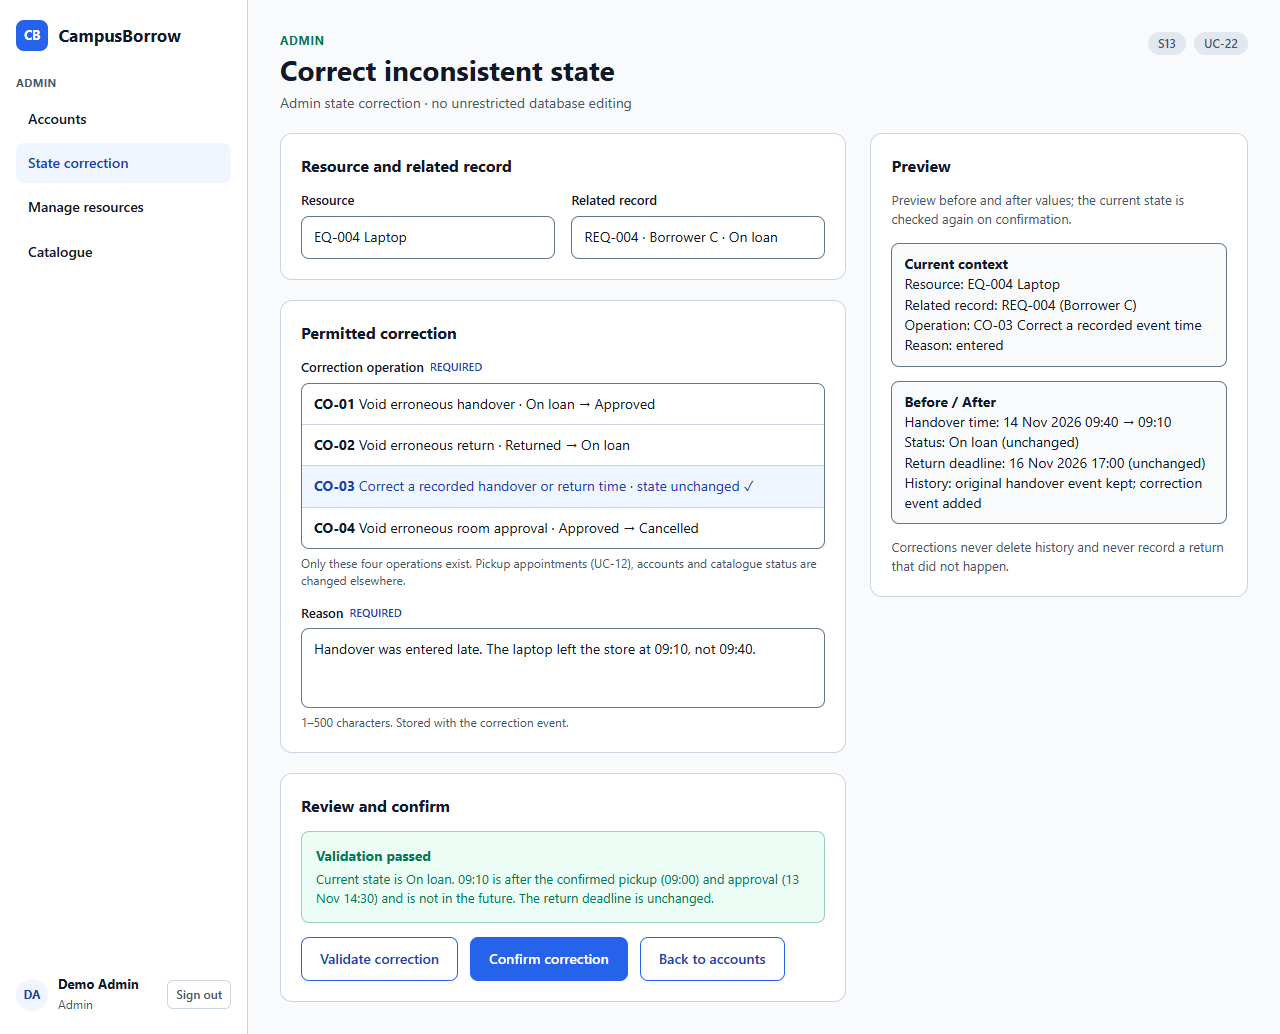 CB CampusBorrow
ADMIN
Accounts
State correction
Manage resources
Catalogue
DA
Demo Admin
Admin
Sign out
ADMIN
Correct inconsistent state
Admin state correction · no unrestricted database editing
S13
UC-22
Resource and related record
Resource
EQ-004 Laptop
Related record
REQ-004 · Borrower C · On loan
Permitted correction
Correction operation REQUIRED
CO-01 Void erroneous handover · On loan → Approved
CO-02 Void erroneous return · Returned → On loan
CO-03 Correct a recorded handover or return time · state unchanged ✓
CO-04 Void erroneous room approval · Approved → Cancelled
Only these four operations exist. Pickup appointments (UC-12), accounts and catalogue status are
changed elsewhere.
Reason REQUIRED
Handover was entered late. The laptop left the store at 09:10, not 09:40.
1–500 characters. Stored with the correction event.
Review and confirm
Validation passed
Current state is On loan. 09:10 is after the confirmed pickup (09:00) and approval (13
Nov 14:30) and is not in the future. The return deadline is unchanged.
Validate correction
Confirm correction
Back to accounts
Preview
Preview before and after values; the current state is
checked again on confirmation.
Current context
Resource: EQ-004 Laptop
Related record: REQ-004 (Borrower C)
Operation: CO-03 Correct a recorded event time
Reason: entered
Before / After
Handover time: 14 Nov 2026 09:40 → 09:10
Status: On loan (unchanged)
Return deadline: 16 Nov 2026 17:00 (unchanged)
History: original handover event kept; correction
event added
Corrections never delete history and never record a return
that did not happen.